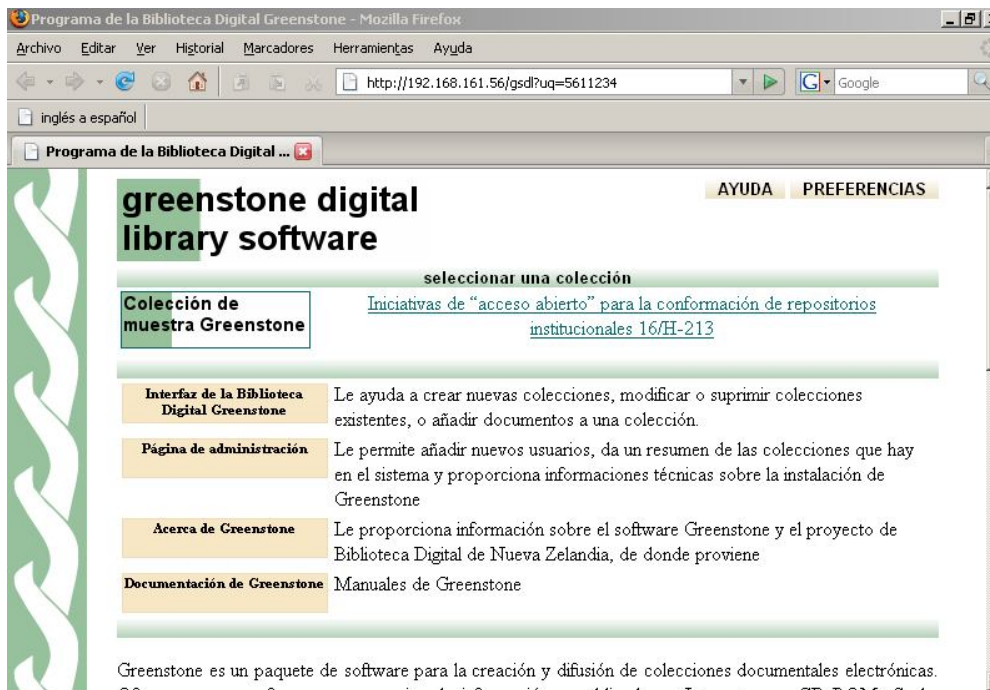 Programa de la Biblioteca Digital Greenstone - Mozilla Firefox
Archivo Editar Ver Historial Marcadores Herramientas Ayuda
http://192.168.161.56/gsdl?uq=5611234
G Google
inglés a español
Programa de la Biblioteca Digital ...
greenstone digital
library software
AYUDA PREFERENCIAS
seleccionar una colección
Colección de
muestra Greenstone
Iniciativas de “acceso abierto” para la conformación de repositorios
institucionales 16/H-213
Interfaz de la Biblioteca
Digital Greenstone
Le ayuda a crear nuevas colecciones, modificar o suprimir colecciones
existentes, o añadir documentos a una colección.
Página de administración
Le permite añadir nuevos usuarios, da un resumen de las colecciones que hay
en el sistema y proporciona informaciones técnicas sobre la instalación de
Greenstone
Acerca de Greenstone
Le proporciona información sobre el software Greenstone y el proyecto de
Biblioteca Digital de Nueva Zelandia, de donde proviene
Documentación de Greenstone
Manuales de Greenstone
Greenstone es un paquete de software para la creación y difusión de colecciones documentales electrónicas.